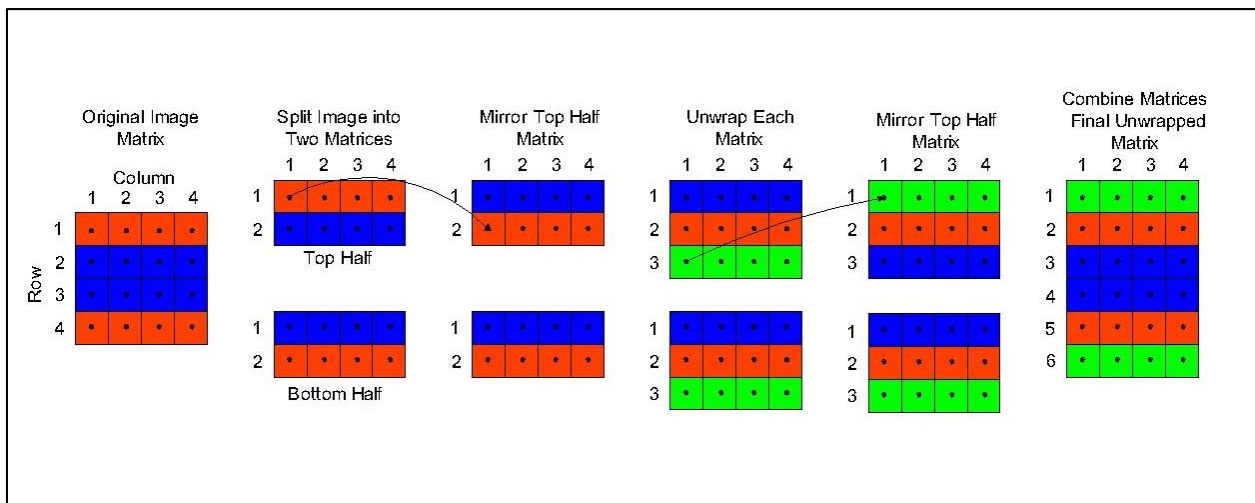 Original Image
Matrix
Column
1 2 3 4
Row
1
2
3
4
Split Image into
Two Matrices
1 2 3 4
1
2
Top Half
1
2
Bottom Half
Mirror Top Half
Matrix
1 2 3 4
1
2
1
2
Unwrap Each
Matrix
1 2 3 4
1
2
3
1
2
3
Mirror Top Half
Matrix
1 2 3 4
1
2
3
1
2
3
Combine Matrices
Final Unwrapped
Matrix
1 2 3 4
1
2
3
4
5
6